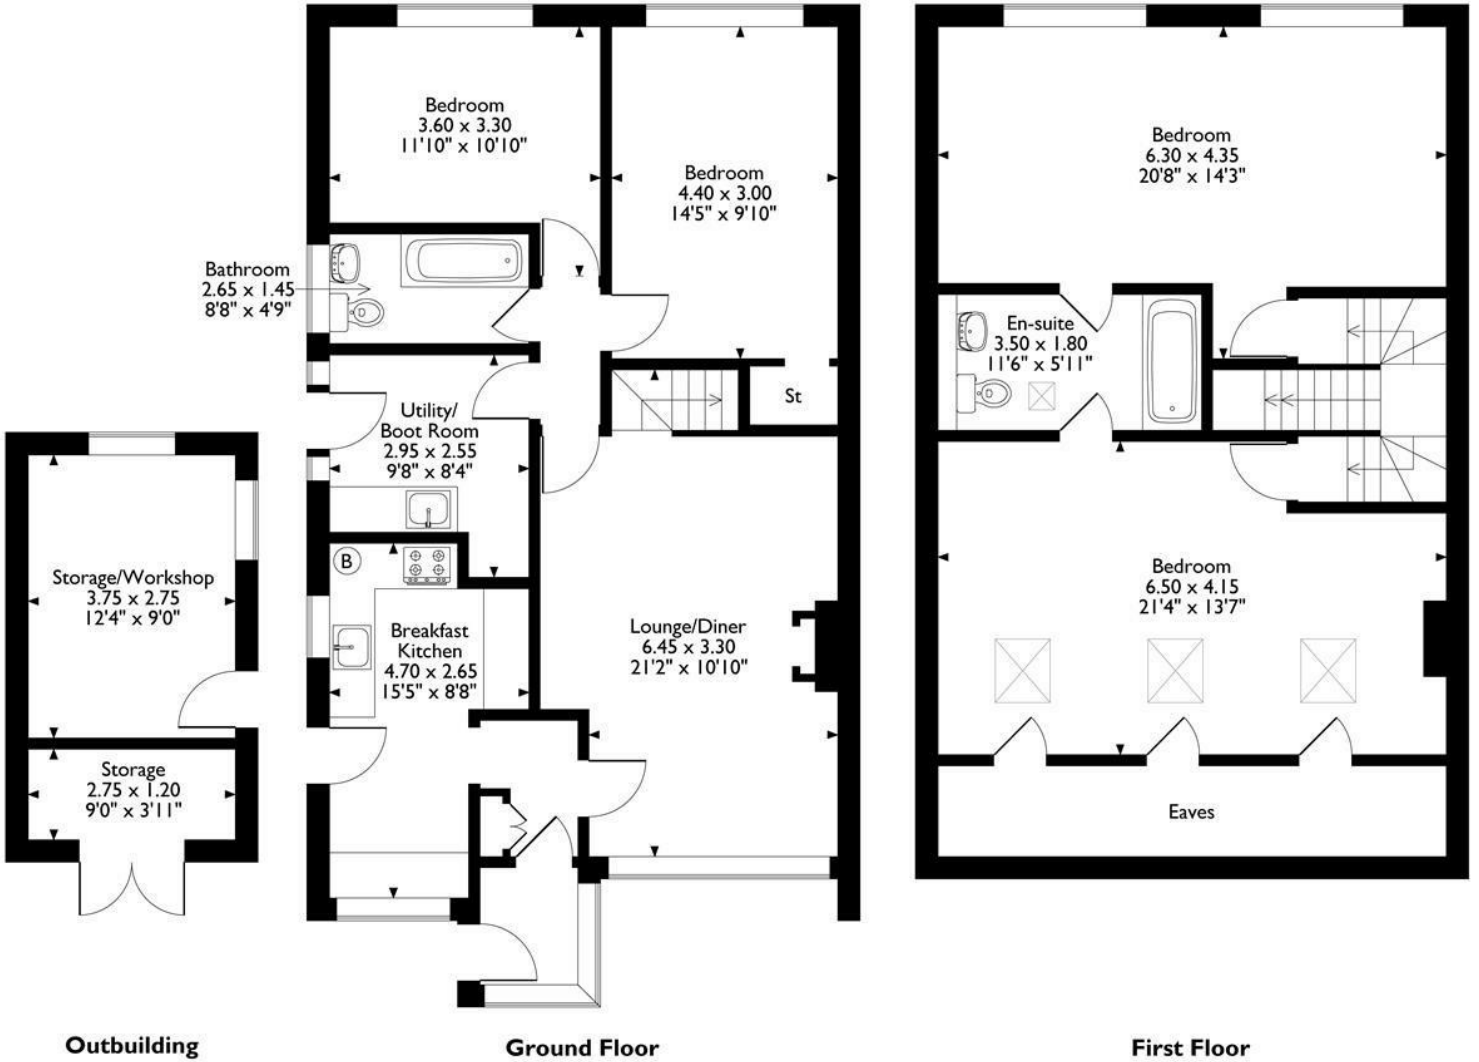 Bedroom
3.60 x 3.30
11'10" x 10'10"
Bedroom
4.40 x 3.00
14'5" x 9'10"
Bathroom
2.65 x 1.45
8'8" x 4'9"
St
Utility/
Boot Room
2.95 x 2.55
9'8" x 8'4"
B
Breakfast
Kitchen
4.70 x 2.65
15'5" x 8'8"
Lounge/Diner
6.45 x 3.30
21'2" x 10'10"
Storage/Workshop
3.75 x 2.75
12'4" x 9'0"
Storage
2.75 x 1.20
9'0" x 3'11"
Bedroom
6.30 x 4.35
20'8" x 14'3"
En-suite
3.50 x 1.80
11'6" x 5'11"
Bedroom
6.50 x 4.15
21'4" x 13'7"
Eaves
Outbuilding
Ground Floor
First Floor